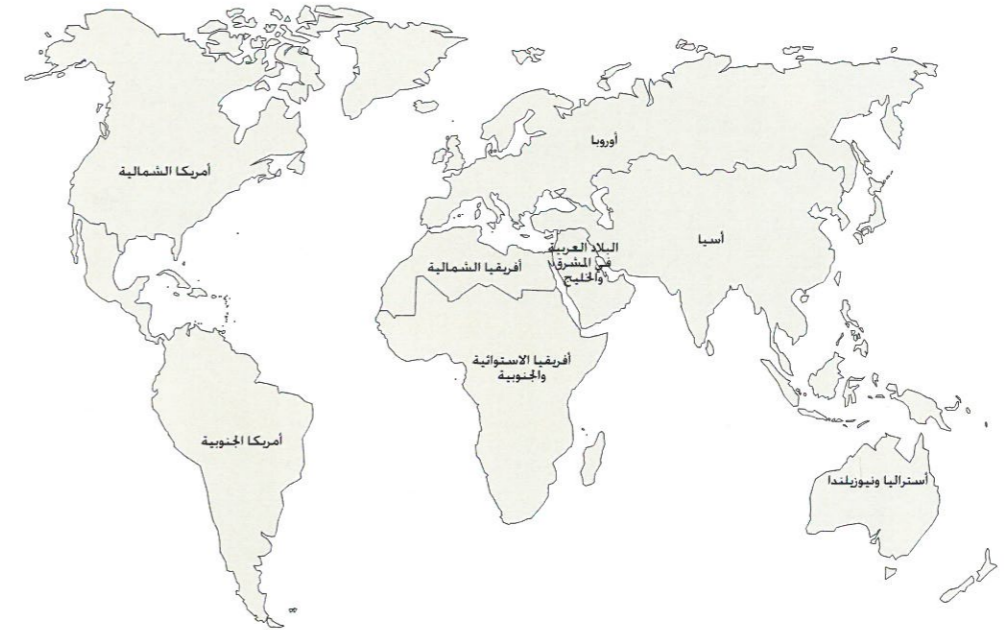 أوروبا
أمريكا الشمالية
أسيا
البلاد العربية
في المشرق
والخليج
أفريقيا الشمالية
أفريقيا الاستوائية
والجنوبية
أمريكا الجنوبية
أستراليا ونيوزيلندا